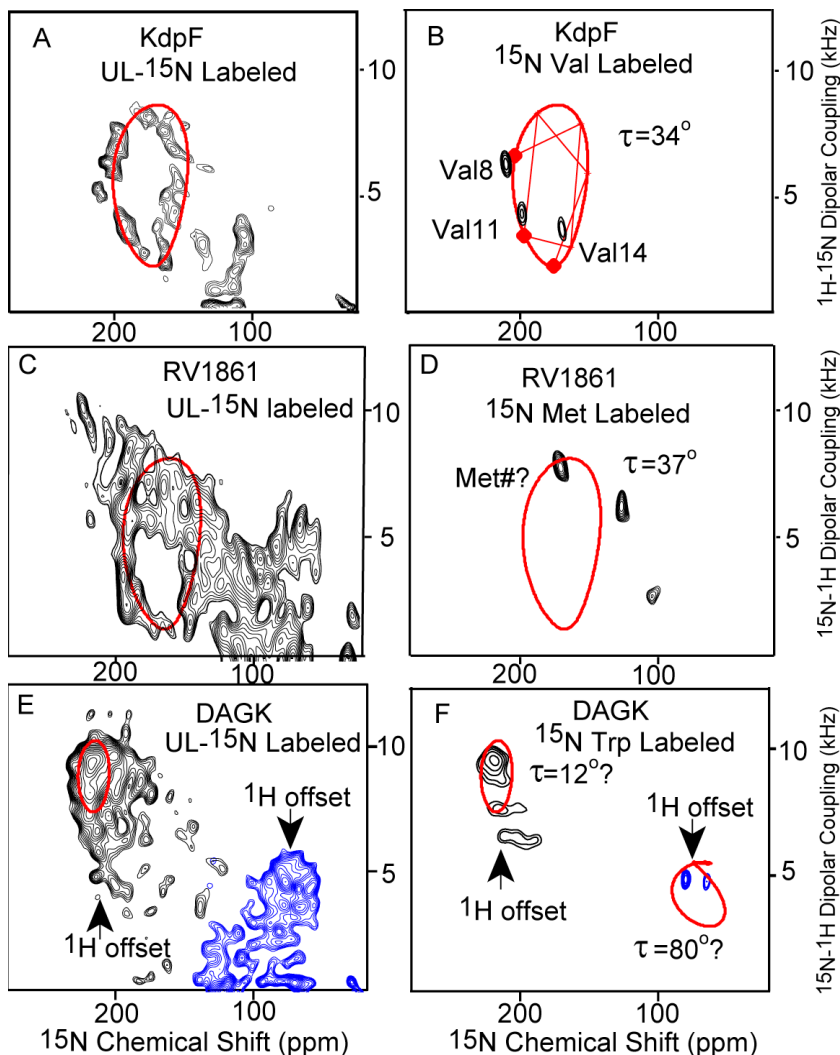 A
KdpF
UL-15N Labeled
10
5
200
100
B
KdpF
15N Val Labeled
τ=34°
Val8
Val11
Val14
10
5
200
100
1H-15N Dipolar Coupling (kHz)
C
RV1861
UL-15N labeled
10
5
200
100
D
RV1861
15N Met Labeled
Met#?
τ=37°
10
5
200
100
15N-1H Dipolar Coupling (kHz)
E
DAGK
UL-15N Labeled
1H offset
1H offset
10
5
200
100
15N Chemical Shift (ppm)
F
DAGK
15N Trp Labeled
τ=12°?
1H offset
1H offset
τ=80°?
10
5
200
100
15N Chemical Shift (ppm)
15N-1H Dipolar Coupling (kHz)